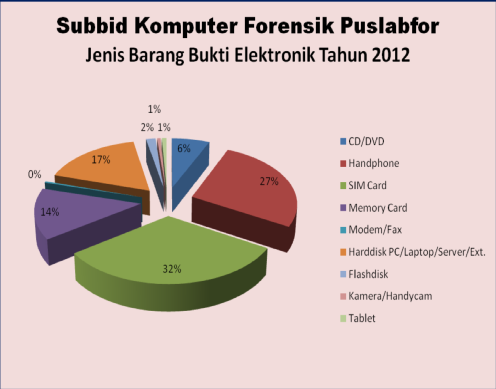 Subbid Komputer Forensik Puslabfor
Jenis Barang Bukti Elektronik Tahun 2012
1%
2% 1%
6%
17%
27%
0%
14%
32%
CD/DVD
Handphone
SIM Card
Memory Card
Modem/Fax
Harddisk PC/Laptop/Server/Ext.
Flashdisk
Kamera/Handycam
Tablet